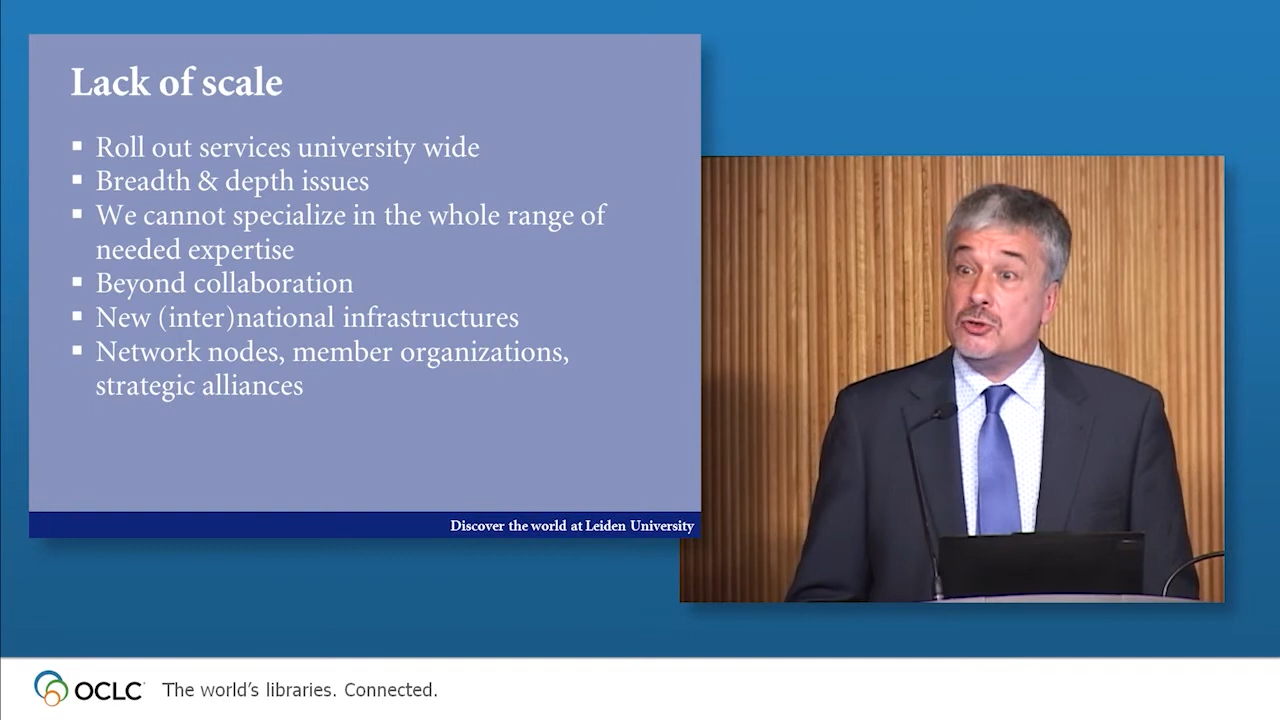 Lack of scale
▪ Roll out services university wide
▪ Breadth & depth issues
▪ We cannot specialize in the whole range of
needed expertise
▪ Beyond collaboration
▪ New (inter)national infrastructures
▪ Network nodes, member organizations,
strategic alliances
Discover the world at Leiden University
OCLC The world's libraries. Connected.